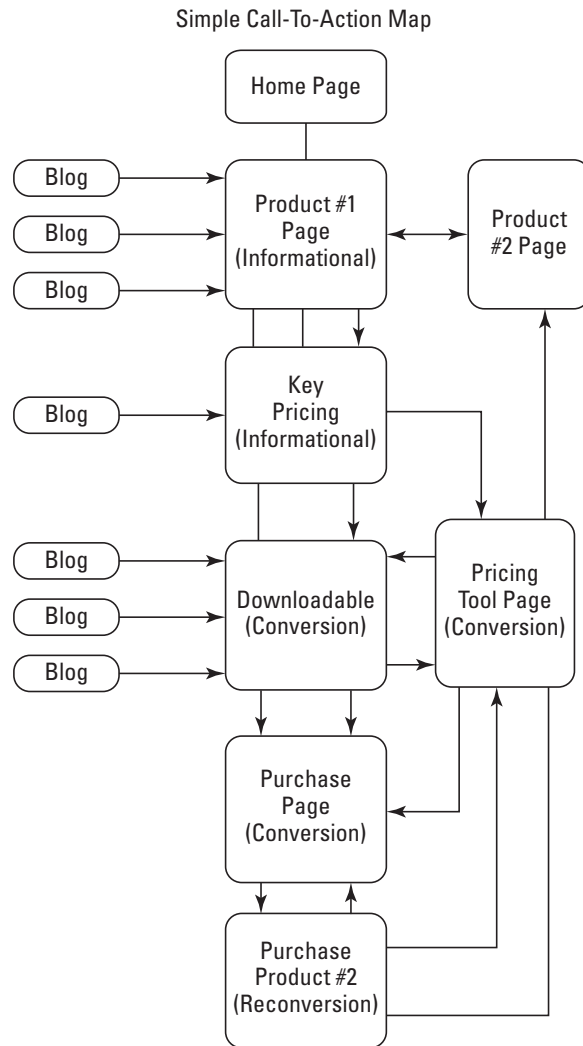 Simple Call-To-Action Map
Home Page
Blog
Blog
Blog
Product #1
Page
(Informational)
Product
#2 Page
Blog
Key
Pricing
(Informational)
Blog
Blog
Blog
Downloadable
(Conversion)
Pricing
Tool Page
(Conversion)
Purchase
Page
(Conversion)
Purchase
Product #2
(Reconversion)